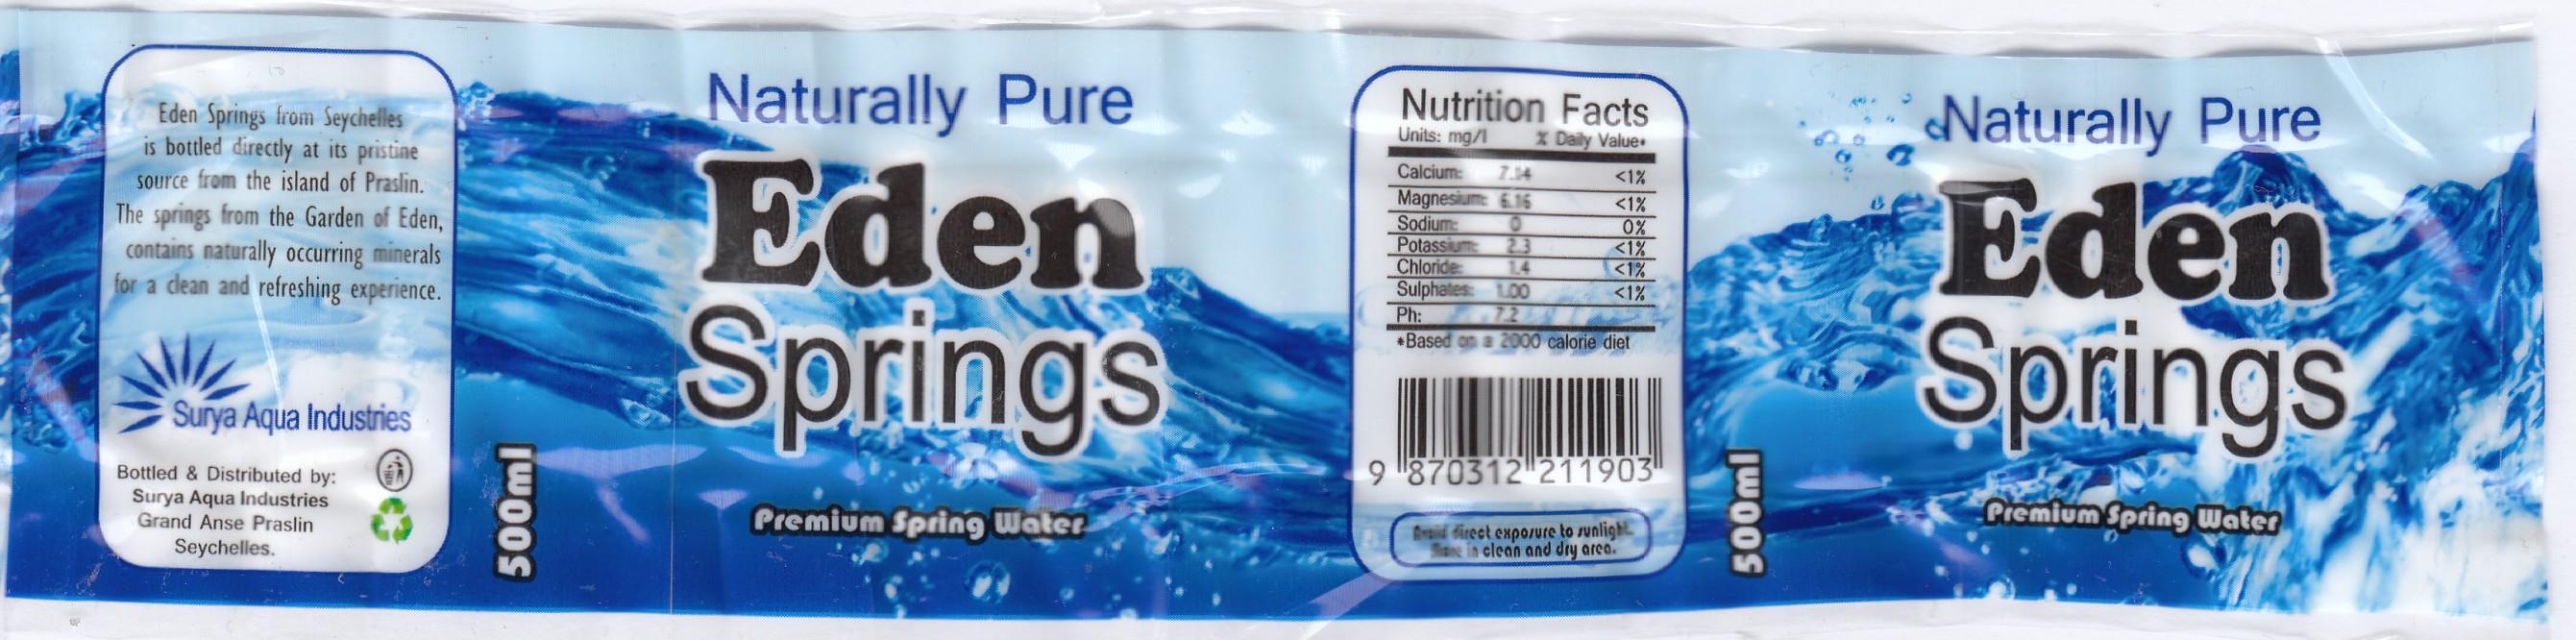 Eden Springs from Seychelles
is bottled directly at its pristine
source from the island of Praslin.
The springs from the Garden of Eden,
contains naturally occurring minerals
for a clean and refreshing experience.
Surya Aqua Industries
Bottled & Distributed by:
Surya Aqua Industries
Grand Anse Praslin
Seychelles.
500ml
Naturally Pure
Eden
Springs
Premium Spring Water
Nutrition Facts
Units: mg/l % Daily Value*
Calcium: <1%
Magnesium: 6.16 <1%
Sodium: 0 0%
Potassium: 2.3 <1%
Chloride: 1.4 <1%
Sulphates: 1.00 <1%
Ph: 7.2
*Based on a 2000 calorie diet
9 870312 211903
Avoid direct exposure to sunlight.
Store in clean and dry area.
500ml
Naturally Pure
Eden
Springs
Premium Spring Water